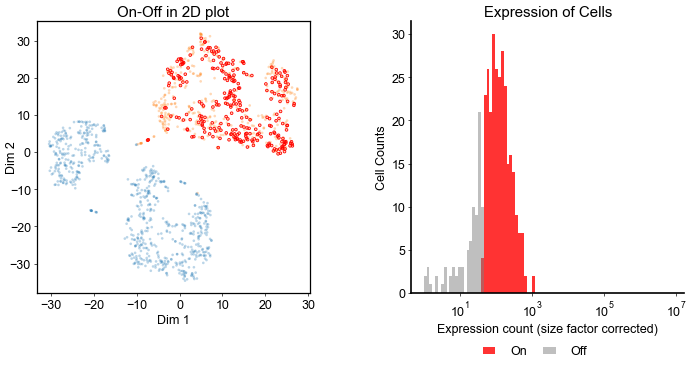 On-Off in 2D plot
30
20
10
0
−10
−20
−30
Dim 2
−30 −20 −10 0 10 20 30
Dim 1
Expression of Cells
30
25
20
15
10
5
0
Cell Counts
10^1 10^3 10^5 10^7
Expression count (size factor corrected)
On Off